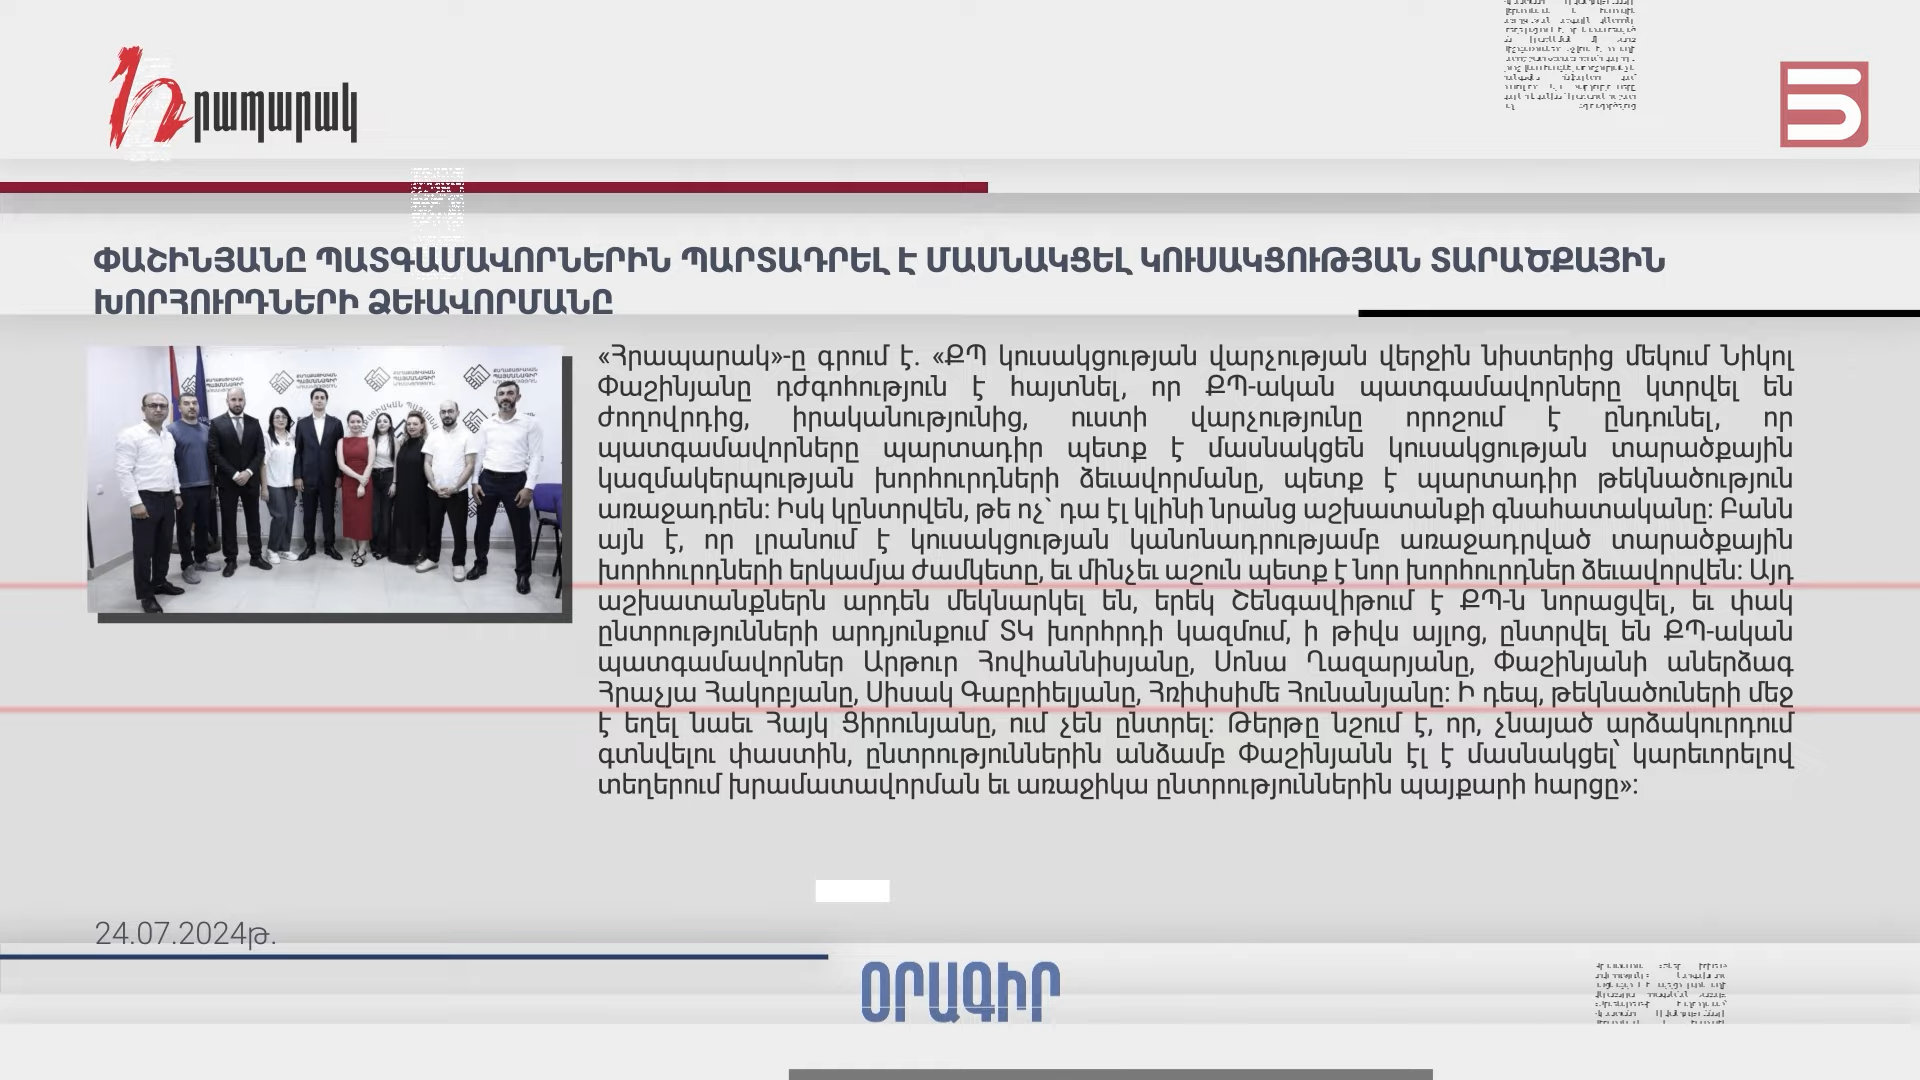 Հրապարակ
ՓԱՇԻՆՅԱՆԸ ՊԱՏԳԱՄԱՎՈՐՆԵՐԻՆ ՊԱՐՏԱԴՐԵԼ Է ՄԱՍՆԱԿՑԵԼ ԿՈՒՍԱԿՑՈՒԹՅԱՆ ՏԱՐԱԾՔԱՅԻՆ
ԽՈՐՀՈՒՐԴՆԵՐԻ ՁԵՒԱՎՈՐՄԱՆԸ
«Հրապարակ»-ը գրում է. «ՔՊ կուսակցության վարչության վերջին նիստերից մեկում Նիկոլ
Փաշինյանը դժգոհություն է հայտնել, որ ՔՊ-ական պատգամավորները կտրվել են
ժողովրդից, իրականությունից, ուստի վարչությունը որոշում է ընդունել, որ
պատգամավորները պարտադիր պետք է մասնակցեն կուսակցության տարածքային
կազմակերպության խորհուրդների ձեւավորմանը, պետք է պարտադիր թեկնածություն
առաջադրեն: Իսկ կընտրվեն, թե ոչ՝ դա էլ կլինի նրանց աշխատանքի գնահատականը: Բանն
այն է, որ լրանում է կուսակցության կանոնադրությամբ առաջադրված տարածքային
խորհուրդների երկամյա ժամկետը, եւ մինչեւ աշուն պետք է նոր խորհուրդներ ձեւավորվեն: Այդ
աշխատանքներն արդեն մեկնարկել են, երեկ Շենգավիթում է ՔՊ-ն նորացվել, եւ փակ
ընտրությունների արդյունքում ՏԿ խորհրդի կազմում, ի թիվս այլոց, ընտրվել են ՔՊ-ական
պատգամավորներ Արթուր Հովհաննիսյանը, Սոնա Ղազարյանը, Փաշինյանի աներձագ
Հրաչյա Հակոբյանը, Սիսակ Գաբրիելյանը, Հռիփսիմե Հունանյանը: Ի դեպ, թեկնածուների մեջ
է եղել նաեւ Հայկ Ցիրունյանը, ում չեն ընտրել: Թերթը նշում է, որ, չնայած արձակուրդում
գտնվելու փաստին, ընտրություններին անձամբ Փաշինյանն էլ է մասնակցել՝ կարեւորելով
տեղերում խրամատավորման եւ առաջիկա ընտրություններին պայքարի հարցը»:
24.07.2024թ.
ՕՐԱԳԻՐ